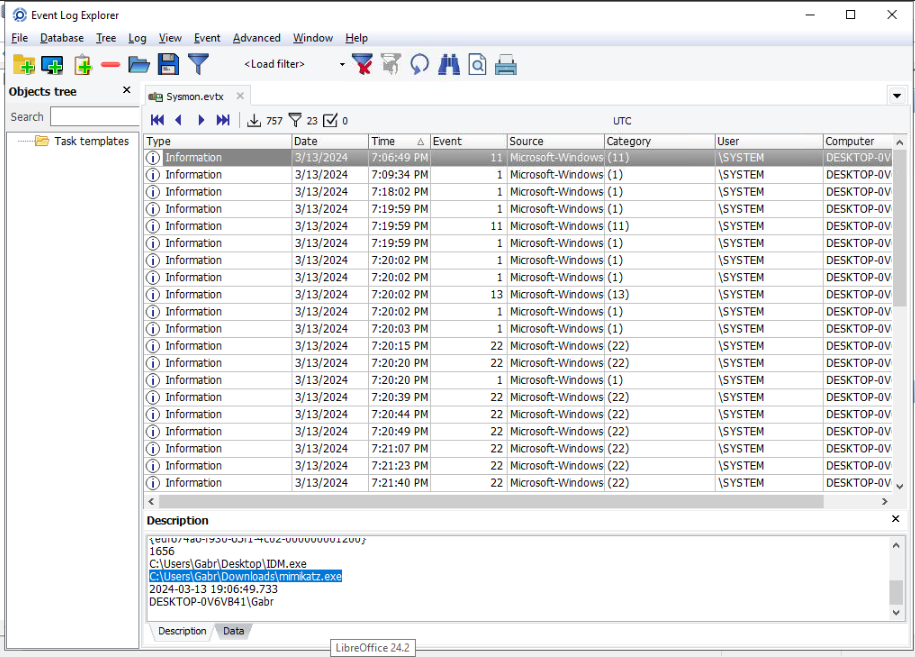 Event Log Explorer
File Database Tree Log View Event Advanced Window Help
<Load filter>
Objects tree
Sysmon.evtx
Search
757 23 0 UTC
Task templates
Type Date Time Event Source Category User Computer
Information 3/13/2024 7:06:49 PM 11 Microsoft-Windows (11) \SYSTEM DESKTOP-0V
Information 3/13/2024 7:09:34 PM 1 Microsoft-Windows (1) \SYSTEM DESKTOP-0V
Information 3/13/2024 7:18:02 PM 1 Microsoft-Windows (1) \SYSTEM DESKTOP-0V
Information 3/13/2024 7:19:59 PM 1 Microsoft-Windows (1) \SYSTEM DESKTOP-0V
Information 3/13/2024 7:19:59 PM 11 Microsoft-Windows (11) \SYSTEM DESKTOP-0V
Information 3/13/2024 7:19:59 PM 1 Microsoft-Windows (1) \SYSTEM DESKTOP-0V
Information 3/13/2024 7:20:02 PM 1 Microsoft-Windows (1) \SYSTEM DESKTOP-0V
Information 3/13/2024 7:20:02 PM 1 Microsoft-Windows (1) \SYSTEM DESKTOP-0V
Information 3/13/2024 7:20:02 PM 13 Microsoft-Windows (13) \SYSTEM DESKTOP-0V
Information 3/13/2024 7:20:02 PM 1 Microsoft-Windows (1) \SYSTEM DESKTOP-0V
Information 3/13/2024 7:20:03 PM 1 Microsoft-Windows (1) \SYSTEM DESKTOP-0V
Information 3/13/2024 7:20:15 PM 22 Microsoft-Windows (22) \SYSTEM DESKTOP-0V
Information 3/13/2024 7:20:20 PM 22 Microsoft-Windows (22) \SYSTEM DESKTOP-0V
Information 3/13/2024 7:20:20 PM 1 Microsoft-Windows (1) \SYSTEM DESKTOP-0V
Information 3/13/2024 7:20:39 PM 22 Microsoft-Windows (22) \SYSTEM DESKTOP-0V
Information 3/13/2024 7:20:44 PM 22 Microsoft-Windows (22) \SYSTEM DESKTOP-0V
Information 3/13/2024 7:20:49 PM 22 Microsoft-Windows (22) \SYSTEM DESKTOP-0V
Information 3/13/2024 7:21:07 PM 22 Microsoft-Windows (22) \SYSTEM DESKTOP-0V
Information 3/13/2024 7:21:23 PM 22 Microsoft-Windows (22) \SYSTEM DESKTOP-0V
Information 3/13/2024 7:21:40 PM 22 Microsoft-Windows (22) \SYSTEM DESKTOP-0V
Description
1656
C:\Users\Gabr\Desktop\IDM.exe
C:\Users\Gabr\Downloads\mimikatz.exe
2024-03-13 19:06:49.733
DESKTOP-0V6VB41\Gabr
Description Data
LibreOffice 24.2